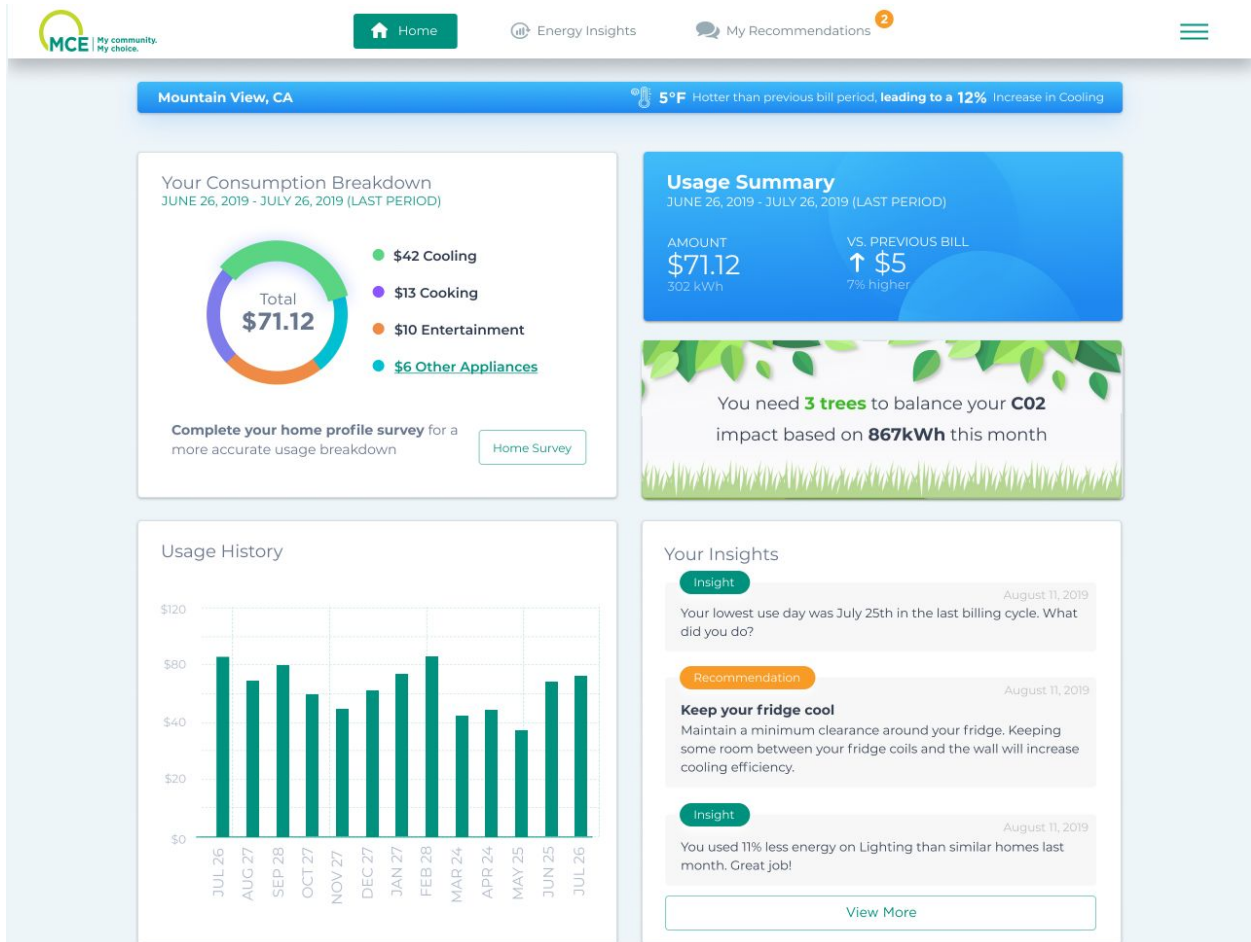 MCE
My community.
My choice.
Home
Energy Insights
My Recommendations
2
Mountain View, CA
5°F Hotter than previous bill period, leading to a 12% Increase in Cooling
Your Consumption Breakdown
JUNE 26, 2019 - JULY 26, 2019 (LAST PERIOD)
Total
$71.12
$42 Cooling
$13 Cooking
$10 Entertainment
$6 Other Appliances
Complete your home profile survey for a
more accurate usage breakdown
Home Survey
Usage Summary
JUNE 26, 2019 - JULY 26, 2019 (LAST PERIOD)
AMOUNT
$71.12
302 kWh
VS. PREVIOUS BILL
↑ $5
7% higher
You need 3 trees to balance your C02
impact based on 867kWh this month
Usage History
$120
$80
$40
$20
$0
JUL 26
AUG 27
SEP 28
OCT 27
NOV 27
DEC 27
JAN 27
FEB 28
MAR 24
APR 24
MAY 25
JUN 25
JUL 26
Your Insights
Insight
August 11, 2019
Your lowest use day was July 25th in the last billing cycle. What
did you do?
Recommendation
August 11, 2019
Keep your fridge cool
Maintain a minimum clearance around your fridge. Keeping
some room between your fridge coils and the wall will increase
cooling efficiency.
Insight
August 11, 2019
You used 11% less energy on Lighting than similar homes last
month. Great job!
View More